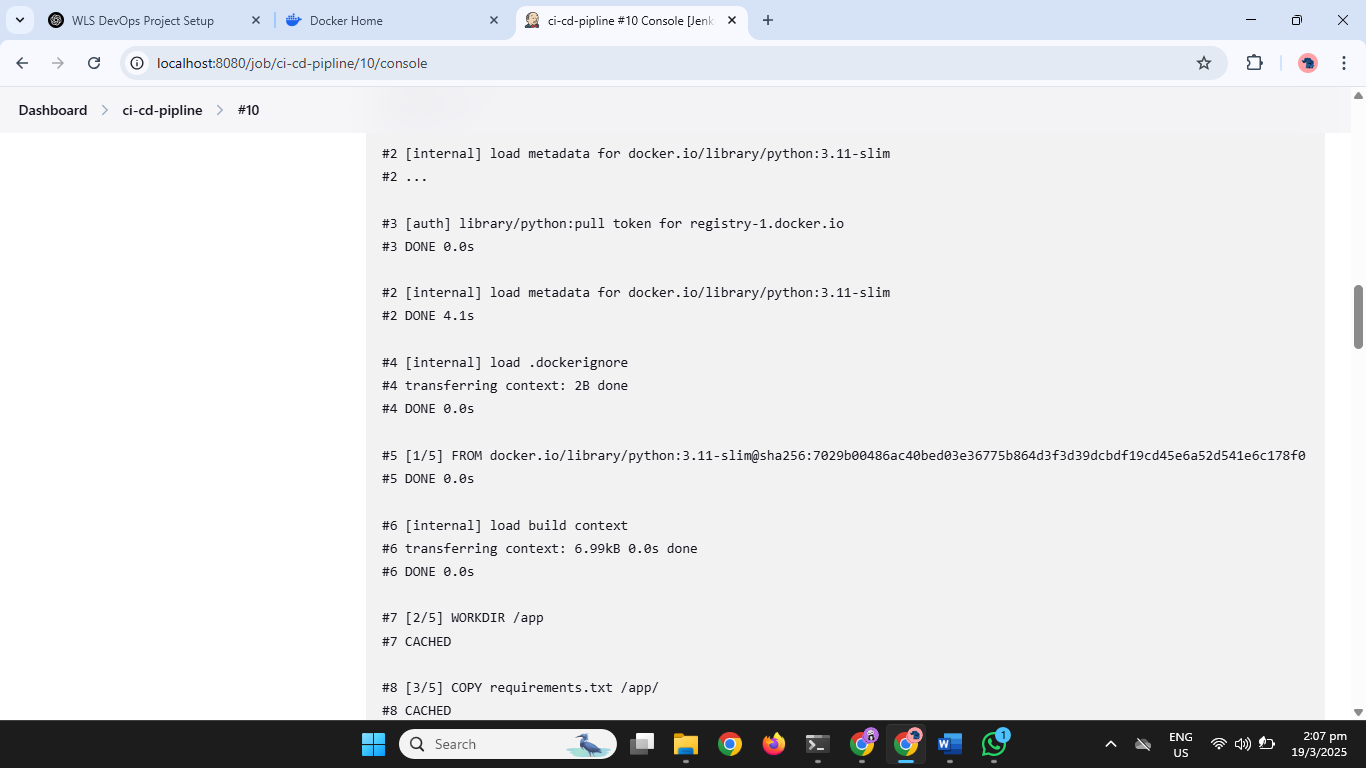 WLS DevOps Project Setup
Docker Home
ci-cd-pipline #10 Console [Jenk
localhost:8080/job/ci-cd-pipline/10/console
Dashboard
ci-cd-pipline
#10
#2 [internal] load metadata for docker.io/library/python:3.11-slim
#2 ...
#3 [auth] library/python:pull token for registry-1.docker.io
#3 DONE 0.0s
#2 [internal] load metadata for docker.io/library/python:3.11-slim
#2 DONE 4.1s
#4 [internal] load .dockerignore
#4 transferring context: 2B done
#4 DONE 0.0s
#5 [1/5] FROM docker.io/library/python:3.11-slim@sha256:7029b00486ac40bed03e36775b864d3f3d39dcbdf19cd45e6a52d541e6c178f0
#5 DONE 0.0s
#6 [internal] load build context
#6 transferring context: 6.99kB 0.0s done
#6 DONE 0.0s
#7 [2/5] WORKDIR /app
#7 CACHED
#8 [3/5] COPY requirements.txt /app/
#8 CACHED
Search
1
ENG
US
2:07 pm
19/3/2025